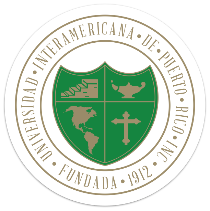 UNIVERSIDAD • INTERAMERICANA • DE • PUERTO • RICO • INC •
FUNDADA • 1912 •